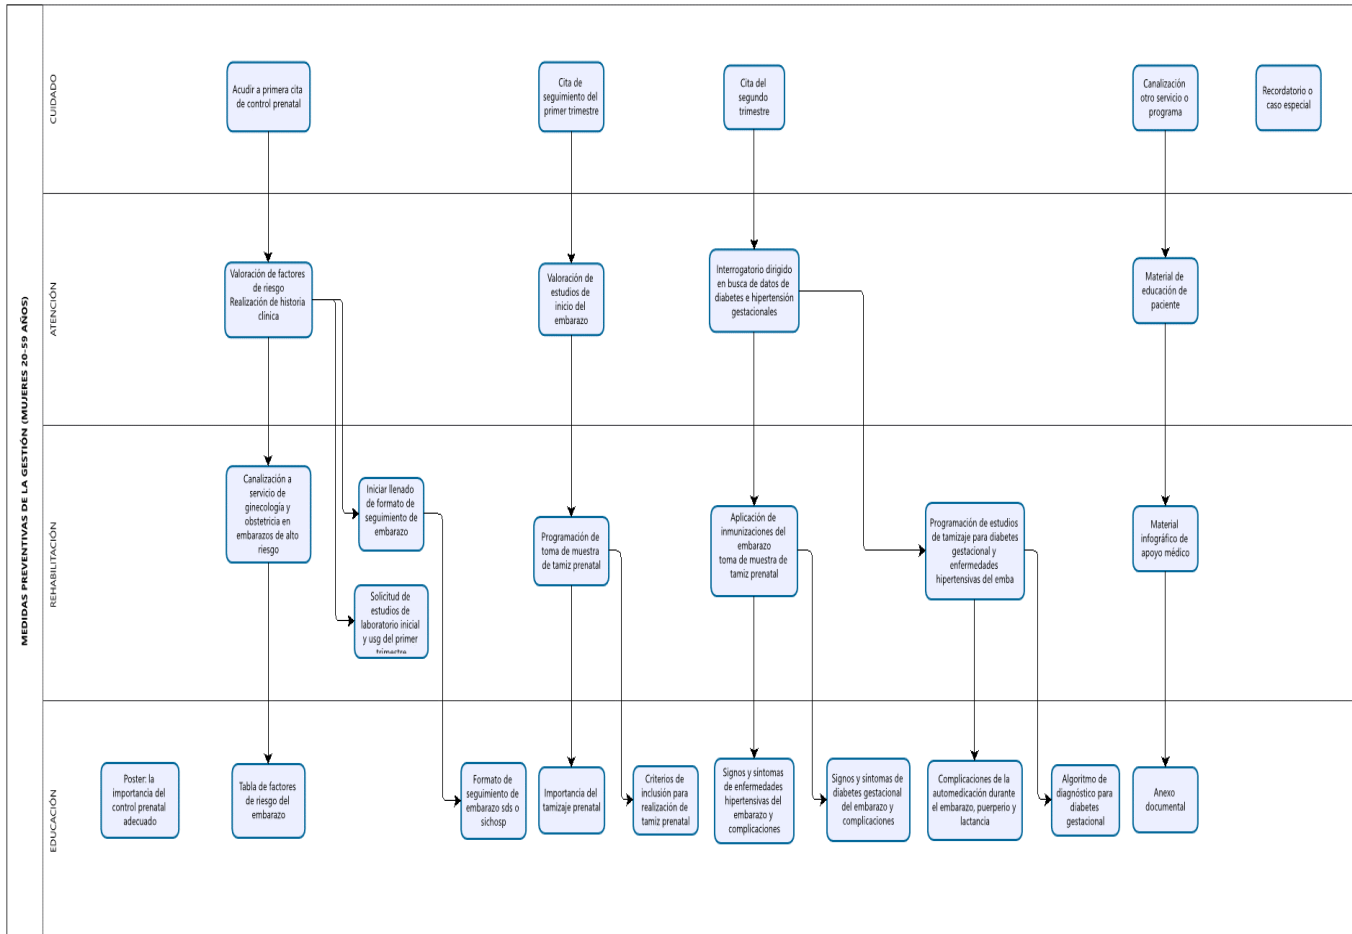 MEDIDAS PREVENTIVAS DE LA GESTIÓN (MUJERES 20-59 AÑOS)
CUIDADO
Acudir a primera cita
de control prenatal
Cita de
seguimiento del
primer trimestre
Cita del
segundo
trimestre
Canalización
otro servicio o
programa
Recordatorio o
caso especial
ATENCIÓN
Valoración de factores
de riesgo
Realización de historia
clínica
Valoración de
estudios de
inicio del
embarazo
Interrogatorio dirigido
en busca de datos de
diabetes e hipertensión
gestacionales
Material de
educación de
paciente
REHABILITACIÓN
Canalización a
servicio de
ginecología y
obstetricia en
embarazos de alto
riesgo
Iniciar llenado
de formato de
seguimiento de
embarazo
Solicitud de
estudios de
laboratorio inicial
y usg del primer
trimestre
Programación de
toma de muestra
de tamiz prenatal
Aplicación de
inmunizaciones del
embarazo
toma de muestra de
tamiz prenatal
Programación de estudios
de tamizaje para diabetes
gestacional y
enfermedades
hipertensivas del emba
Material
infográfico de
apoyo médico
EDUCACIÓN
Poster: la
importancia del
control prenatal
adecuado
Tabla de factores
de riesgo del
embarazo
Formato de
seguimiento de
embarazo sds o
sichosp
Importancia del
tamizaje prenatal
Criterios de
inclusión para
realización de
tamiz prenatal
Signos y síntomas
de enfermedades
hipertensivas del
embarazo y
complicaciones
Signos y síntomas de
diabetes gestacional
del embarazo y
complicaciones
Complicaciones de la
automedicación durante
el embarazo, puerperio y
lactancia
Algoritmo de
diagnóstico para
diabetes
gestacional
Anexo
documental